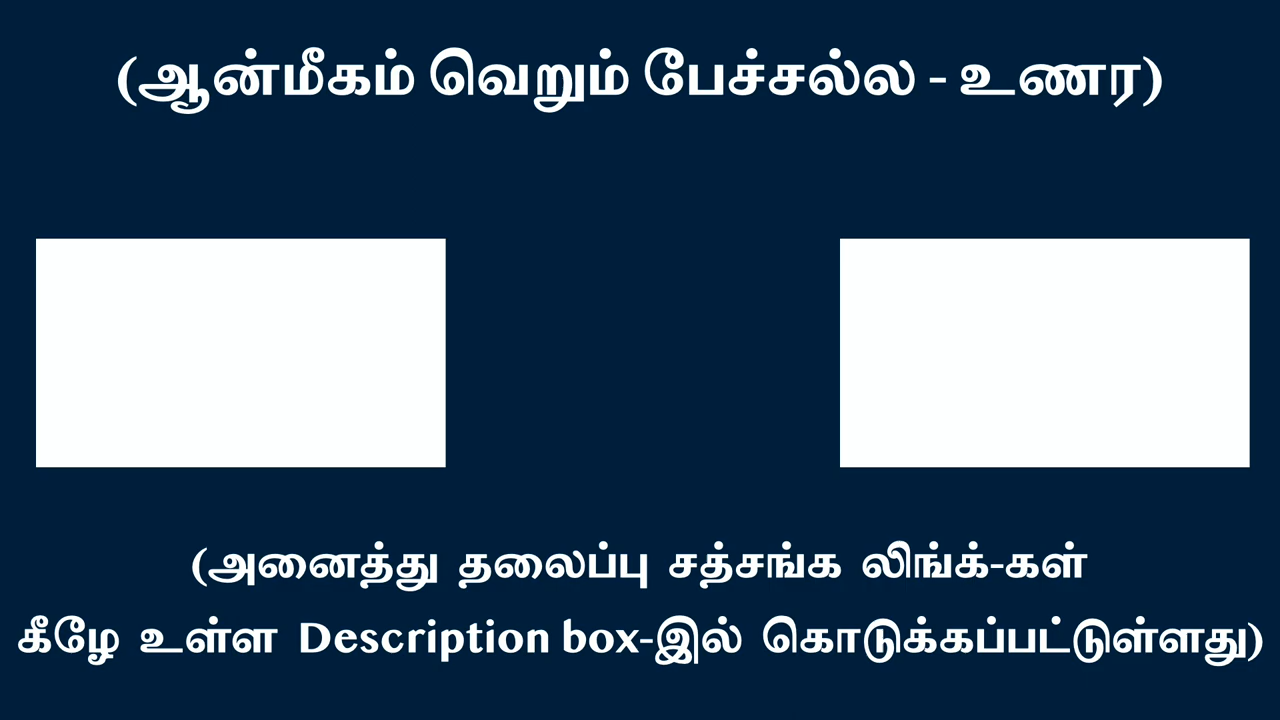 (ஆன்மீகம் வெறும் பேச்சல்ல - உணர)
(அனைத்து தலைப்பு சத்சங்க லிங்க்-கள்
கீழே உள்ள Description box-இல் கொடுக்கப்பட்டுள்ளது)